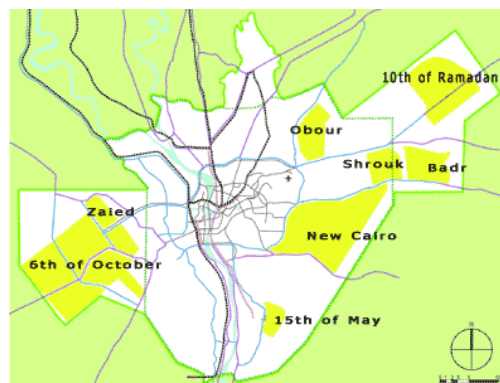 10th of Ramadan
Obour
Shrouk
Badr
Zaied
New Cairo
6th of October
15th of May